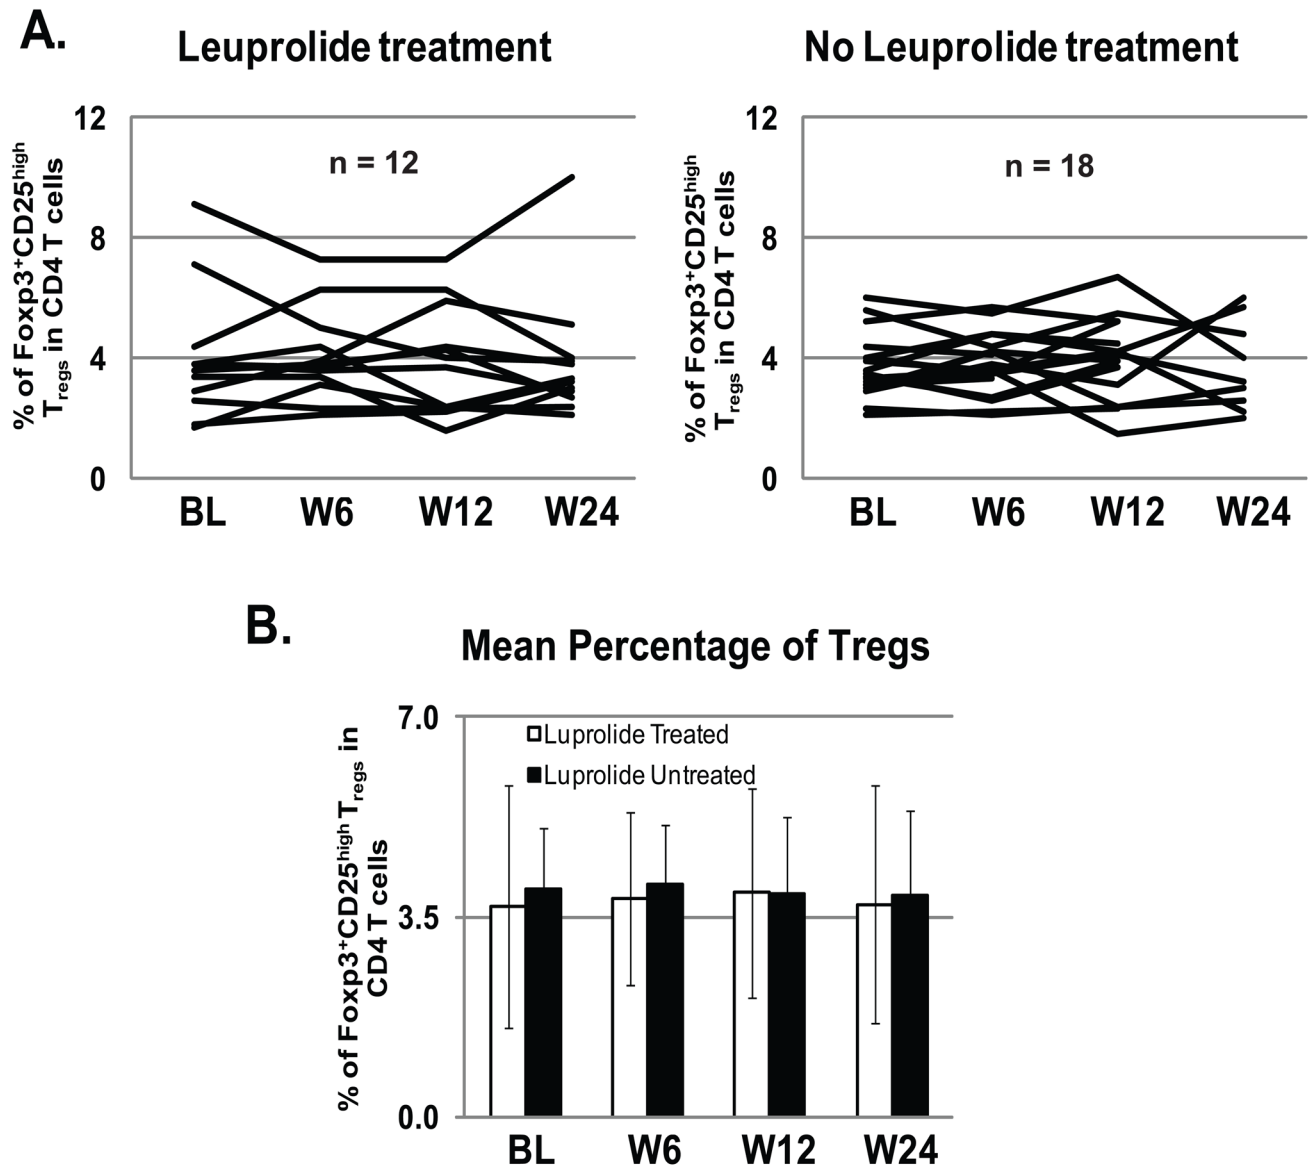 A.
Leuprolide treatment
12
8
4
0
% of Foxp3⁺CD25ʰⁱᵍʰ
Tregs in CD4 T cells
n = 12
BL W6 W12 W24
No Leuprolide treatment
12
8
4
0
% of Foxp3⁺CD25ʰⁱᵍʰ
Tregs in CD4 T cells
n = 18
BL W6 W12 W24
B.
Mean Percentage of Tregs
7.0
3.5
0.0
% of Foxp3⁺CD25ʰⁱᵍʰ Tregs in
CD4 T cells
Luprolide Treated
Luprolide Untreated
BL W6 W12 W24